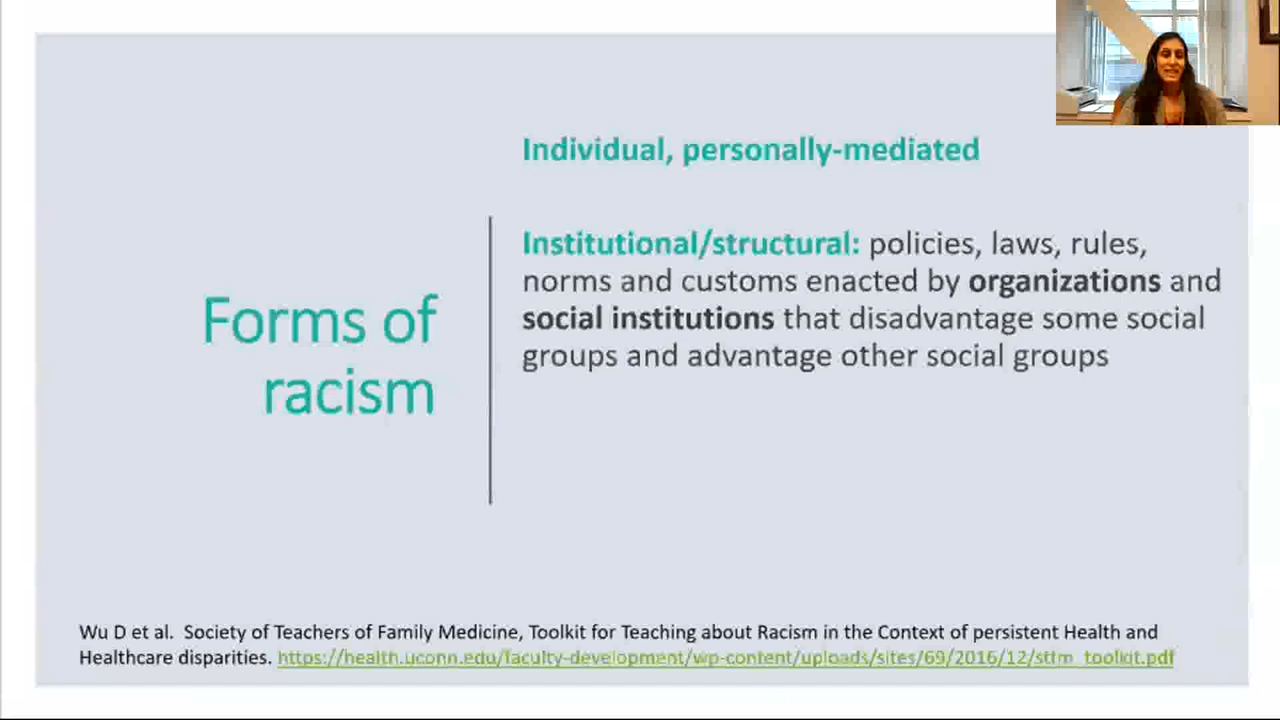 Individual, personally-mediated
Institutional/structural: policies, laws, rules,
norms and customs enacted by organizations and
social institutions that disadvantage some social
groups and advantage other social groups
Forms of
racism
Wu D et al. Society of Teachers of Family Medicine, Toolkit for Teaching about Racism in the Context of persistent Health and
Healthcare disparities. https://health.uconn.edu/faculty-development/wp-content/uploads/sites/69/2016/12/stfm_toolkit.pdf